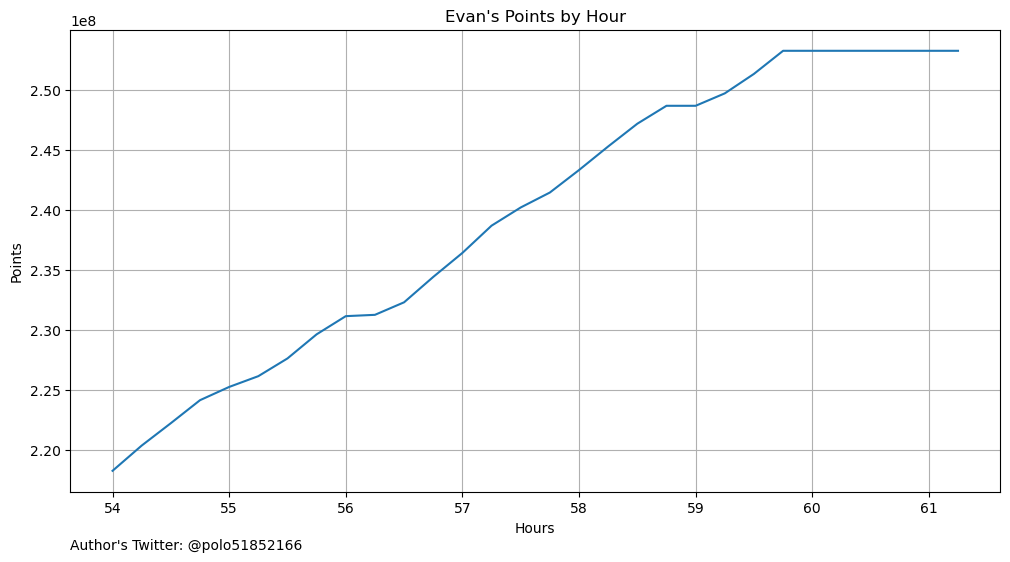 Evan's Points by Hour
1e8
2.50
2.45
2.40
2.35
2.30
2.25
2.20
Points
54 55 56 57 58 59 60 61
Hours
Author's Twitter: @polo51852166